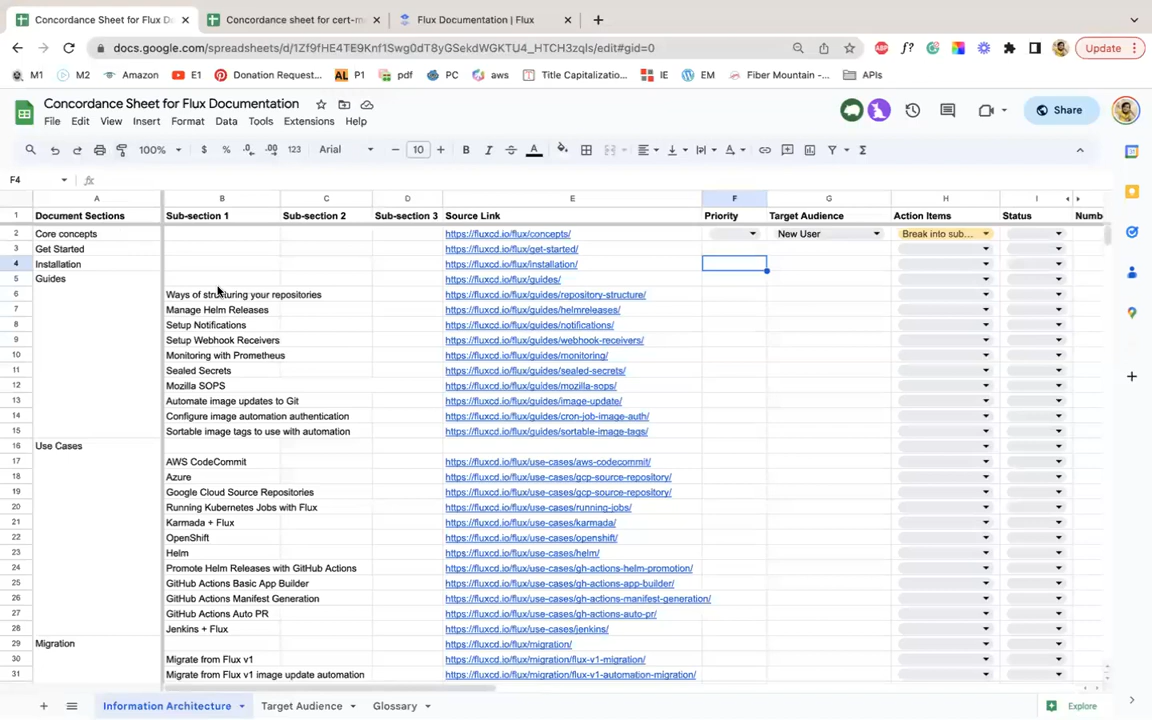 Concordance Sheet for Flux Do
Concordance sheet for cert-m
Flux Documentation | Flux
docs.google.com/spreadsheets/d/1Zf9fHE4TE9Knf1Swg0dT8yGSekdWGKTU4_HTCH3zqIs/edit#gid=0
Update
M1 M2 Amazon E1 Donation Request... P1 pdf PC aws Title Capitalizatio... IE EM Fiber Mountain -... APIs
Concordance Sheet for Flux Documentation
Share
File Edit View Insert Format Data Tools Extensions Help
100% $ % .0 .00 123 Arial 10 B I S A
F4 fx
A B C D E F G H I
1 Document Sections Sub-section 1 Sub-section 2 Sub-section 3 Source Link Priority Target Audience Action Items Status Numb
2 Core concepts https://fluxcd.io/flux/concepts/ New User Break into sub...
3 Get Started https://fluxcd.io/flux/get-started/
4 Installation https://fluxcd.io/flux/installation/
5 Guides https://fluxcd.io/flux/guides/
6 Ways of structuring your repositories https://fluxcd.io/flux/guides/repository-structure/
7 Manage Helm Releases https://fluxcd.io/flux/guides/helmreleases/
8 Setup Notifications https://fluxcd.io/flux/guides/notifications/
9 Setup Webhook Receivers https://fluxcd.io/flux/guides/webhook-receivers/
10 Monitoring with Prometheus https://fluxcd.io/flux/guides/monitoring/
11 Sealed Secrets https://fluxcd.io/flux/guides/sealed-secrets/
12 Mozilla SOPS https://fluxcd.io/flux/guides/mozilla-sops/
13 Automate image updates to Git https://fluxcd.io/flux/guides/image-update/
14 Configure image automation authentication https://fluxcd.io/flux/guides/cron-job-image-auth/
15 Sortable image tags to use with automation https://fluxcd.io/flux/guides/sortable-image-tags/
16 Use Cases
17 AWS CodeCommit https://fluxcd.io/flux/use-cases/aws-codecommit/
18 Azure https://fluxcd.io/flux/use-cases/gcp-source-repository/
19 Google Cloud Source Repositories https://fluxcd.io/flux/use-cases/gcp-source-repository/
20 Running Kubernetes Jobs with Flux https://fluxcd.io/flux/use-cases/running-jobs/
21 Karmada + Flux https://fluxcd.io/flux/use-cases/karmada/
22 OpenShift https://fluxcd.io/flux/use-cases/openshift/
23 Helm https://fluxcd.io/flux/use-cases/helm/
24 Promote Helm Releases with GitHub Actions https://fluxcd.io/flux/use-cases/gh-actions-helm-promotion/
25 GitHub Actions Basic App Builder https://fluxcd.io/flux/use-cases/gh-actions-app-builder/
26 GitHub Actions Manifest Generation https://fluxcd.io/flux/use-cases/gh-actions-manifest-generation/
27 GitHub Actions Auto PR https://fluxcd.io/flux/use-cases/gh-actions-auto-pr/
28 Jenkins + Flux https://fluxcd.io/flux/use-cases/jenkins/
29 Migration https://fluxcd.io/flux/migration/
30 Migrate from Flux v1 https://fluxcd.io/flux/migration/flux-v1-migration/
31 Migrate from Flux v1 image update automation https://fluxcd.io/flux/migration/flux-v1-automation-migration/
Information Architecture Target Audience Glossary Explore